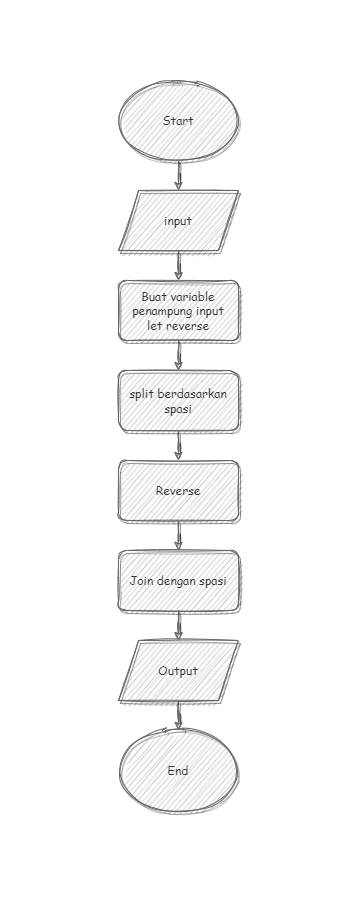 Start
input
Buat variable
penampung input
let reverse
split berdasarkan
spasi
Reverse
Join dengan spasi
Output
End